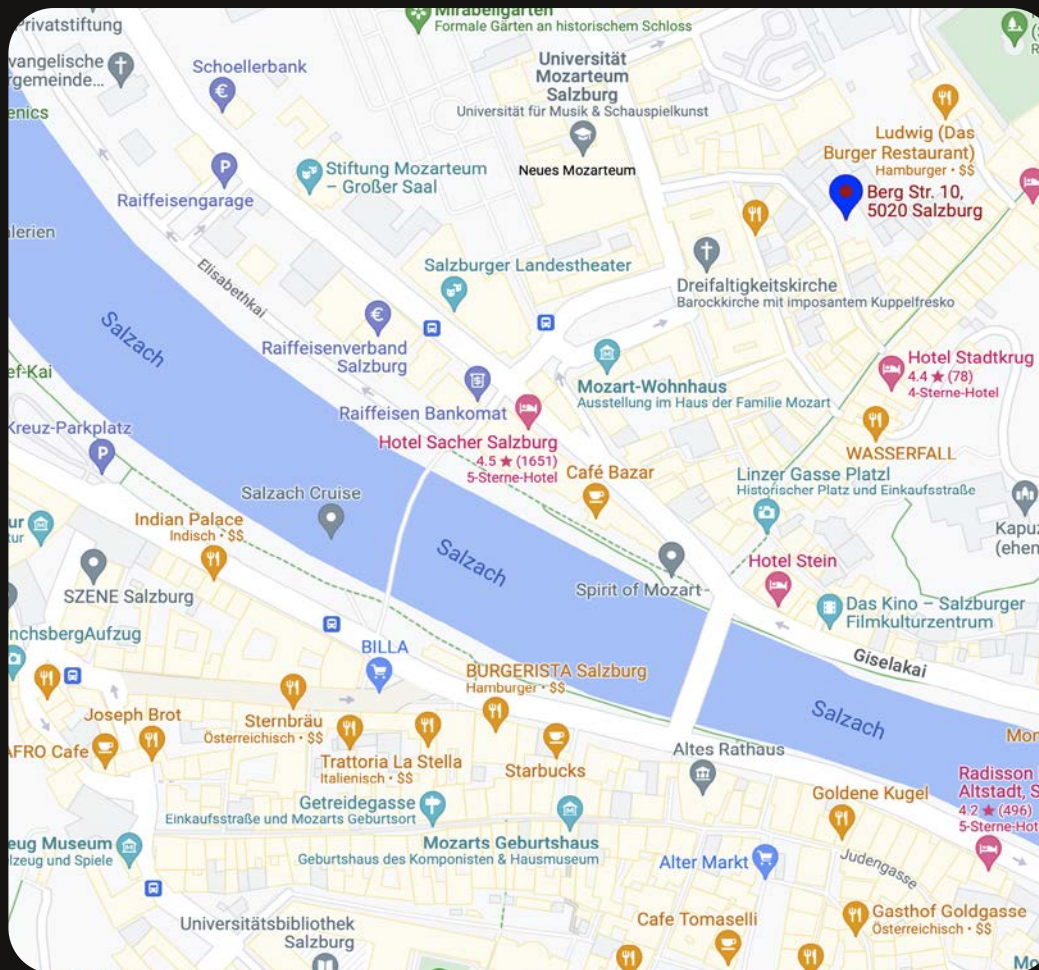 Privatstiftung
Mirabellgarten
Formale Gärten an historischem Schloss
vangelische
rgemeinde...
enics
Schoellerbank
Universität
Mozarteum
Salzburg
Universität für Musik & Schauspielkunst
Neues Mozarteum
Ludwig (Das
Burger Restaurant)
Hamburger • $$
Stiftung Mozarteum
– Großer Saal
P
Raiffeisengarage
Berg Str. 10,
5020 Salzburg
alerien
Elisabethkai
Salzburger Landestheater
Dreifaltigkeitskirche
Barockkirche mit imposantem Kuppelfresko
Salzach
Raiffeisenverband
Salzburg
ef-Kai
Mozart-Wohnhaus
Ausstellung im Haus der Familie Mozart
Hotel Stadtkrug
4.4 ★ (78)
4-Sterne-Hotel
Raiffeisen Bankomat
Kreuz-Parkplatz
P
Hotel Sacher Salzburg
4.5 ★ (1651)
5-Sterne-Hotel
WASSERFALL
Café Bazar
Linzer Gasse Platzl
Historischer Platz und Einkaufsstraße
Salzach Cruise
Indian Palace
Indisch • $$
ur
tur
Kapuz
(ehen
Salzach
Hotel Stein
Spirit of Mozart
SZENE Salzburg
Das Kino – Salzburger
Filmkulturzentrum
nchsbergAufzug
BILLA
Giselakai
BURGERISTA Salzburg
Hamburger • $$
Joseph Brot
Sternbräu
Österreichisch • $$
Salzach
AFRO Cafe
Trattoria La Stella
Italienisch • $$
Starbucks
Altes Rathaus
Mor
Radisson
Altstadt, S
4.2 ★ (496)
5-Sterne-Hot
Getreidegasse
Einkaufsstraße und Mozarts Geburtsort
Goldene Kugel
eug Museum
elzeug und Spiele
Mozarts Geburtshaus
Geburtshaus des Komponisten & Hausmuseum
Alter Markt
Judengasse
Universitätsbibliothek
Salzburg
Cafe Tomaselli
Gasthof Goldgasse
Österreichisch • $$
Mo